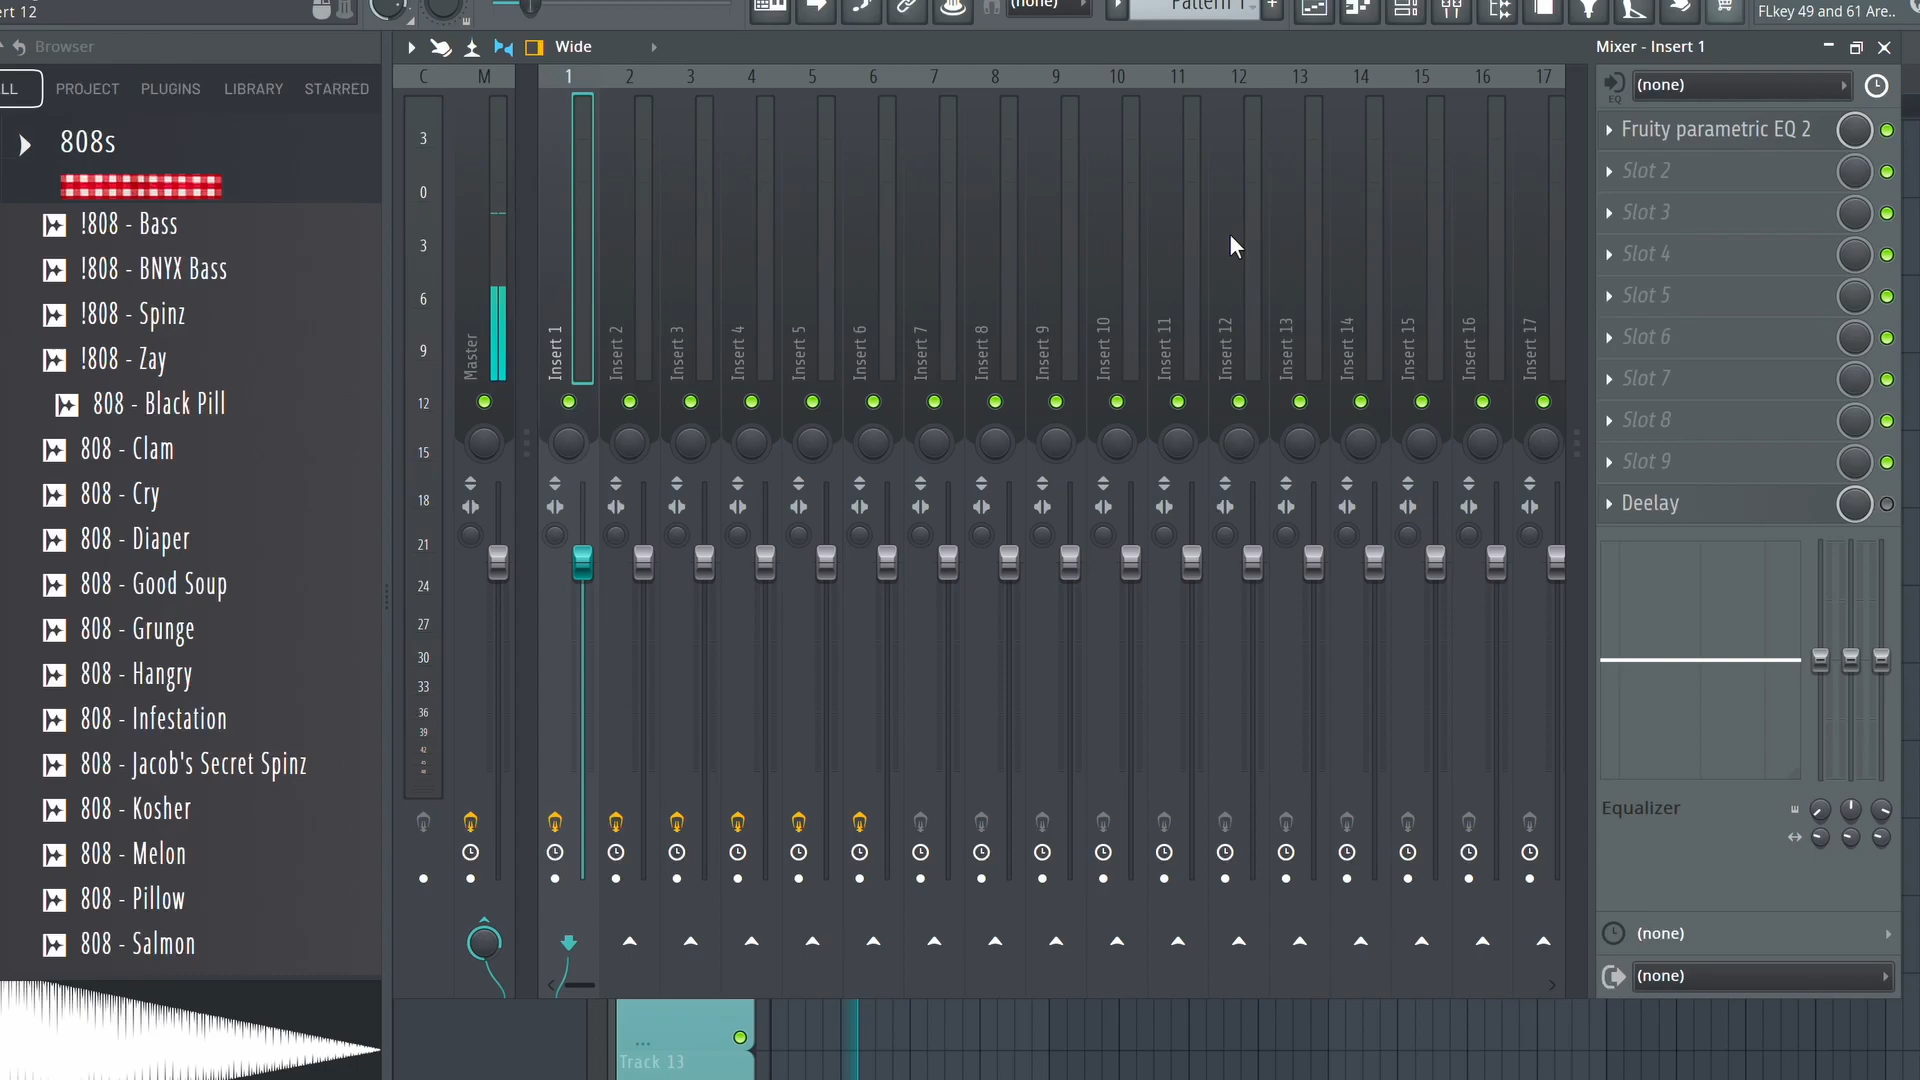 ert 12
(none)
Pattern 1
+
FLkey 49 and 61 Are..
Browser
Wide
Mixer - Insert 1
LL
PROJECT
PLUGINS
LIBRARY
STARRED
C
M
1
2
3
4
5
6
7
8
9
10
11
12
13
14
15
16
17
EQ
(none)
808s
!808 - Bass
!808 - BNYX Bass
!808 - Spinz
!808 - Zay
808 - Black Pill
808 - Clam
808 - Cry
808 - Diaper
808 - Good Soup
808 - Grunge
808 - Hangry
808 - Infestation
808 - Jacob's Secret Spinz
808 - Kosher
808 - Melon
808 - Pillow
808 - Salmon
3
0
3
6
9
12
15
18
21
24
27
30
33
36
39
42
Master
Insert 1
Insert 2
Insert 3
Insert 4
Insert 5
Insert 6
Insert 7
Insert 8
Insert 9
Insert 10
Insert 11
Insert 12
Insert 13
Insert 14
Insert 15
Insert 16
Insert 17
Fruity parametric EQ 2
Slot 2
Slot 3
Slot 4
Slot 5
Slot 6
Slot 7
Slot 8
Slot 9
Deelay
Equalizer
(none)
(none)
...
Track 13